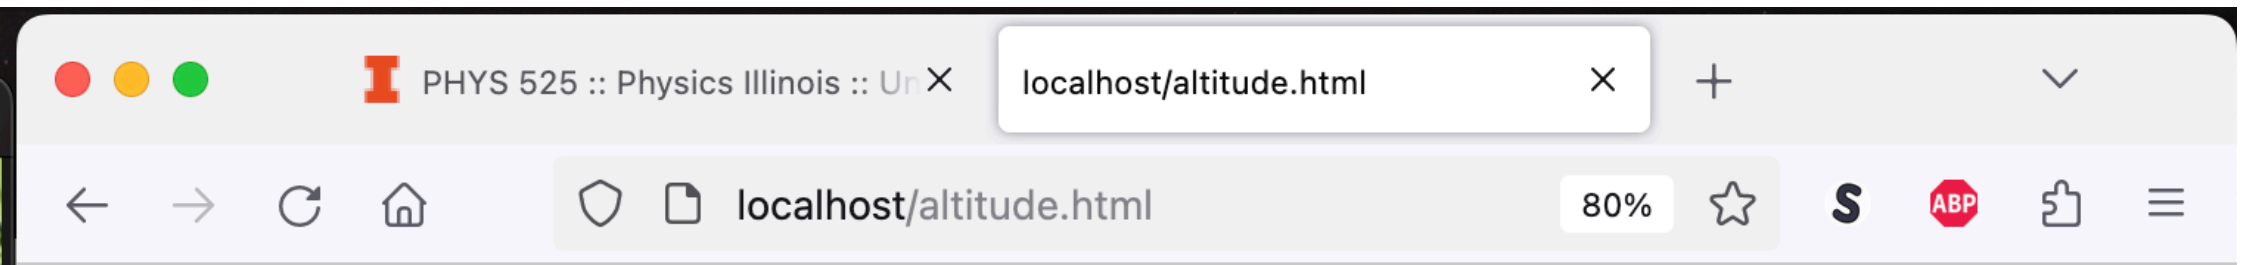 PHYS 525 :: Physics Illinois :: Un
localhost/altitude.html
localhost/altitude.html
80%
S
ABP